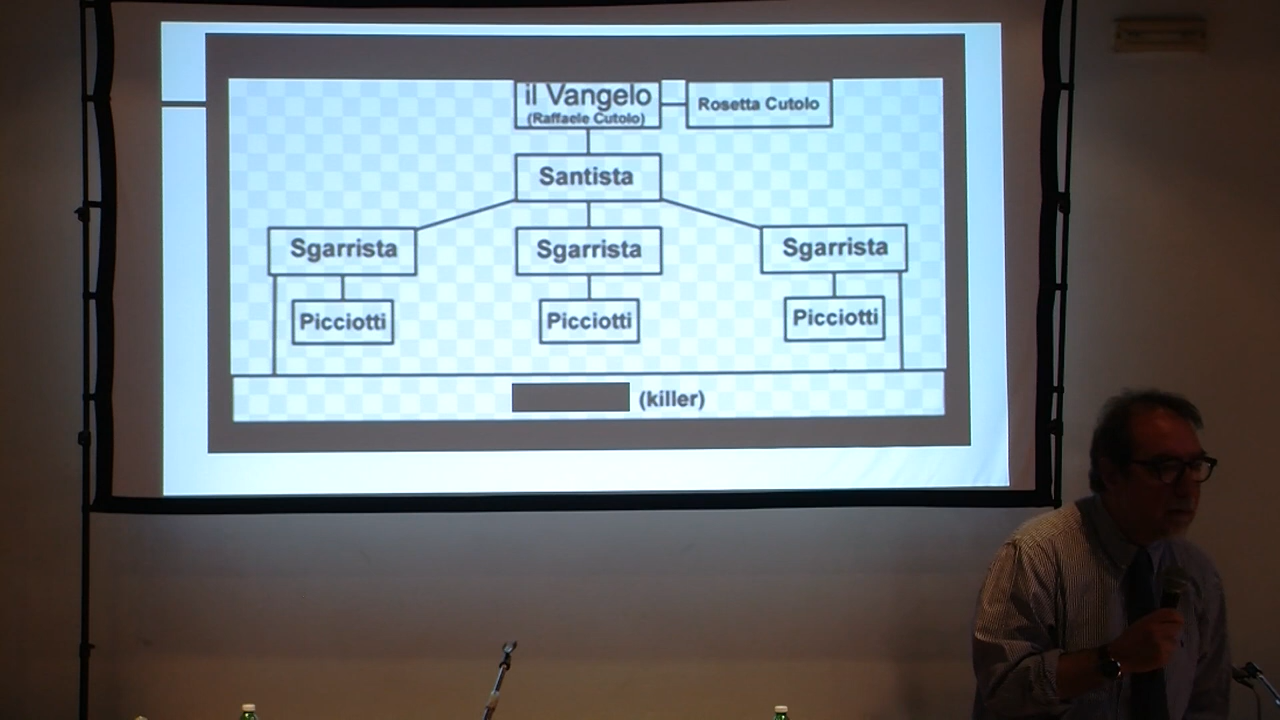 il Vangelo
(Raffaele Cutolo)
Rosetta Cutolo
Santista
Sgarrista
Sgarrista
Sgarrista
Picciotti
Picciotti
Picciotti
(killer)